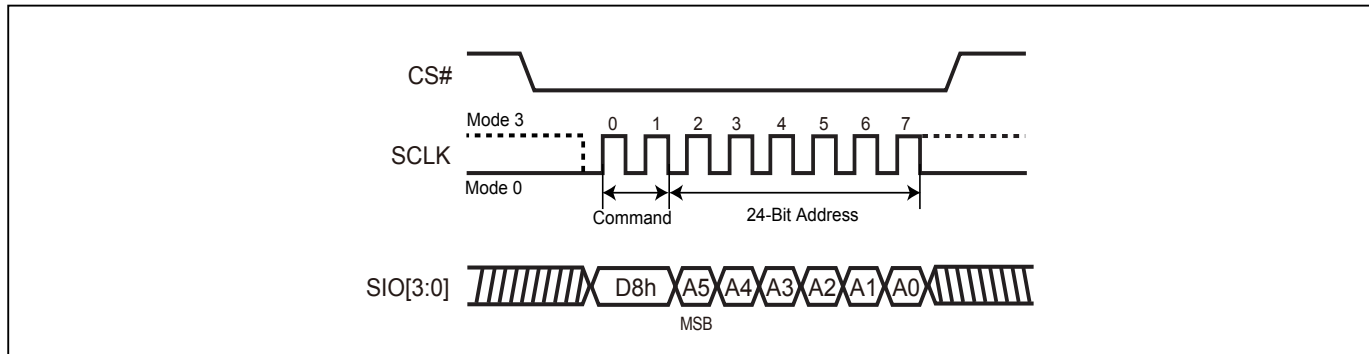 CS#
Mode 3
0 1 2 3 4 5 6 7
SCLK
Mode 0
Command
24-Bit Address
SIO[3:0]
D8h A5 A4 A3 A2 A1 A0
MSB